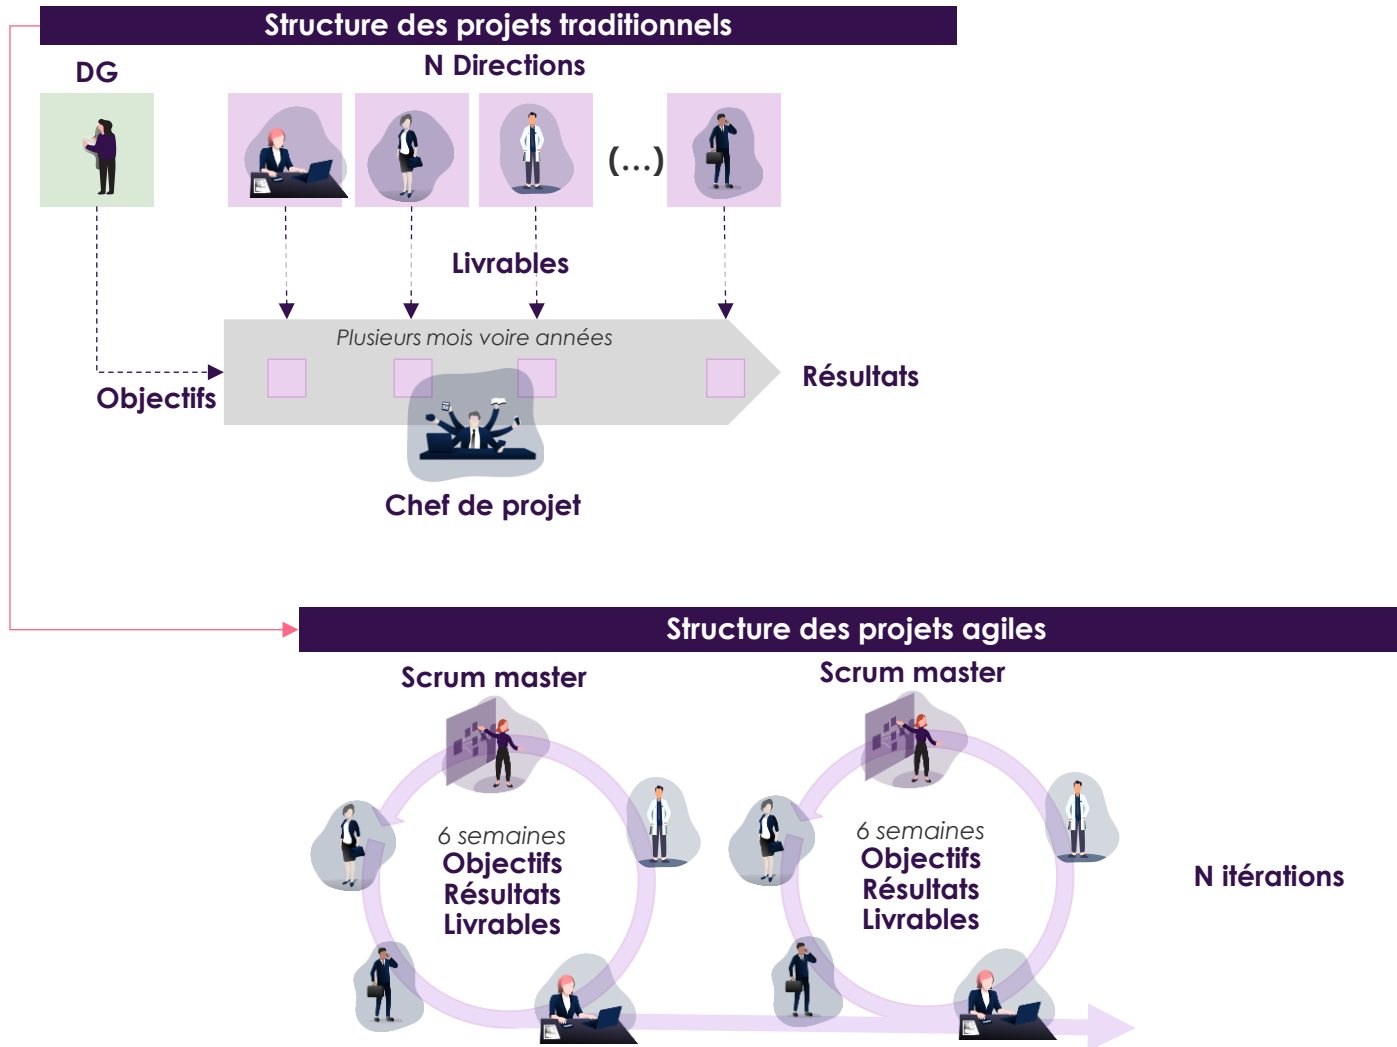 Structure des projets traditionnels
DG
N Directions
(...)
Livrables
Plusieurs mois voire années
Objectifs
Résultats
Chef de projet
Structure des projets agiles
Scrum master
Scrum master
6 semaines
Objectifs
Résultats
Livrables
6 semaines
Objectifs
Résultats
Livrables
N itérations